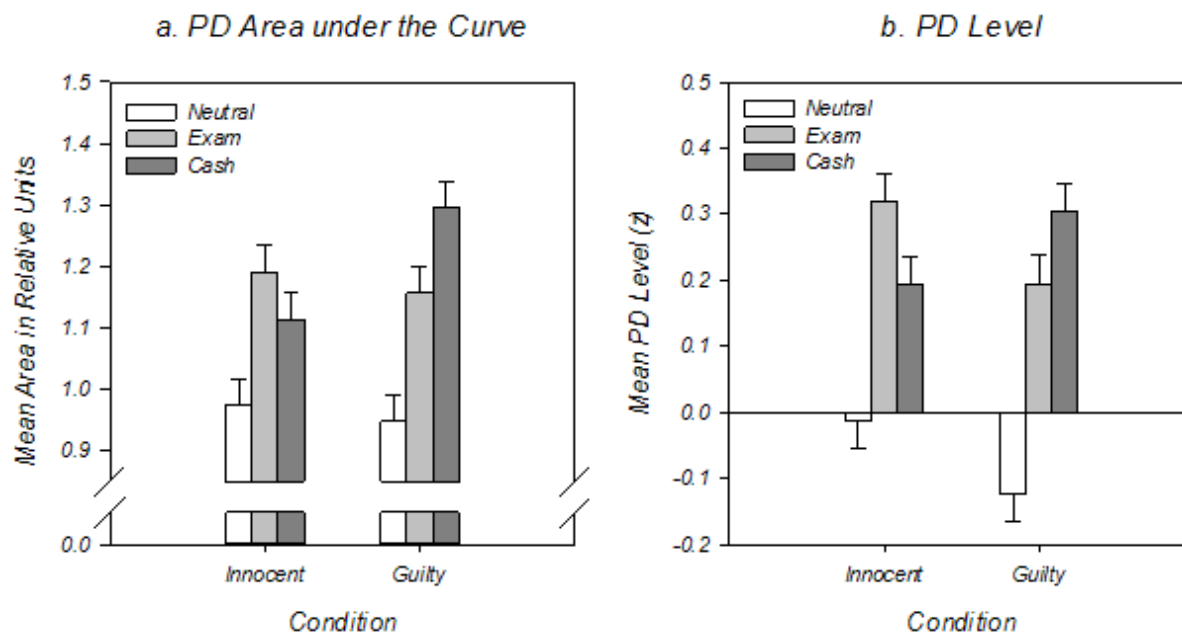 a. PD Area under the Curve
1.5
1.4
1.3
1.2
1.1
1.0
0.9
0.0
Mean Area in Relative Units
Neutral
Exam
Cash
Innocent
Guilty
Condition
b. PD Level
0.5
0.4
0.3
0.2
0.1
0.0
-0.1
-0.2
Mean PD Level (z)
Neutral
Exam
Cash
Innocent
Guilty
Condition